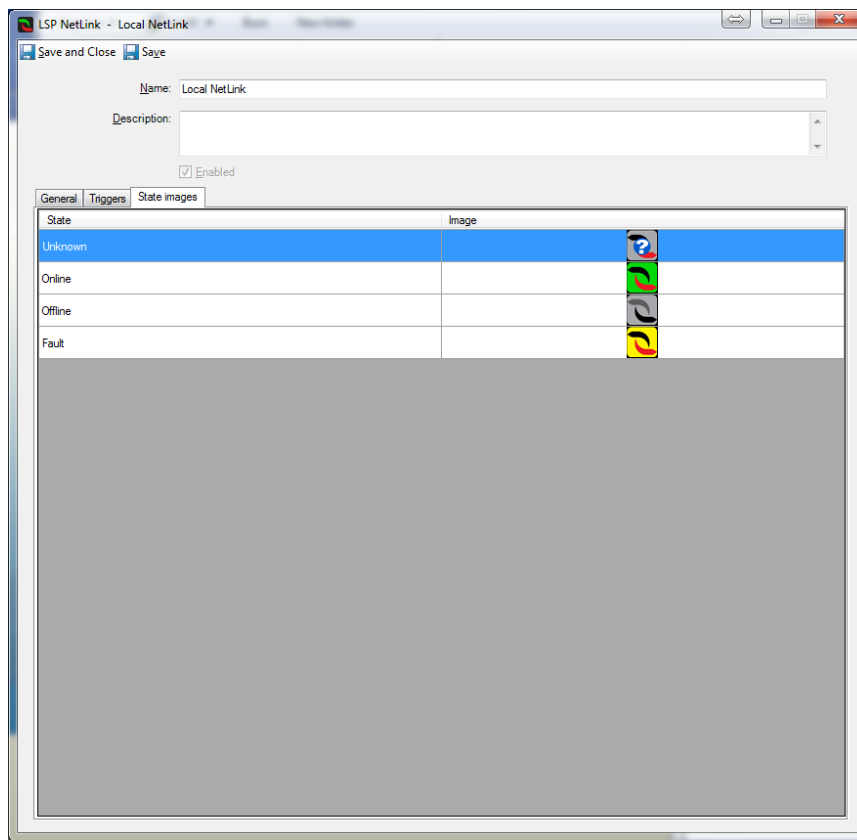 LSP NetLink - Local NetLink
Save and Close Save
Name: Local NetLink
Description:
Enabled
General Triggers State images
State Image
Unknown
Online
Offline
Fault